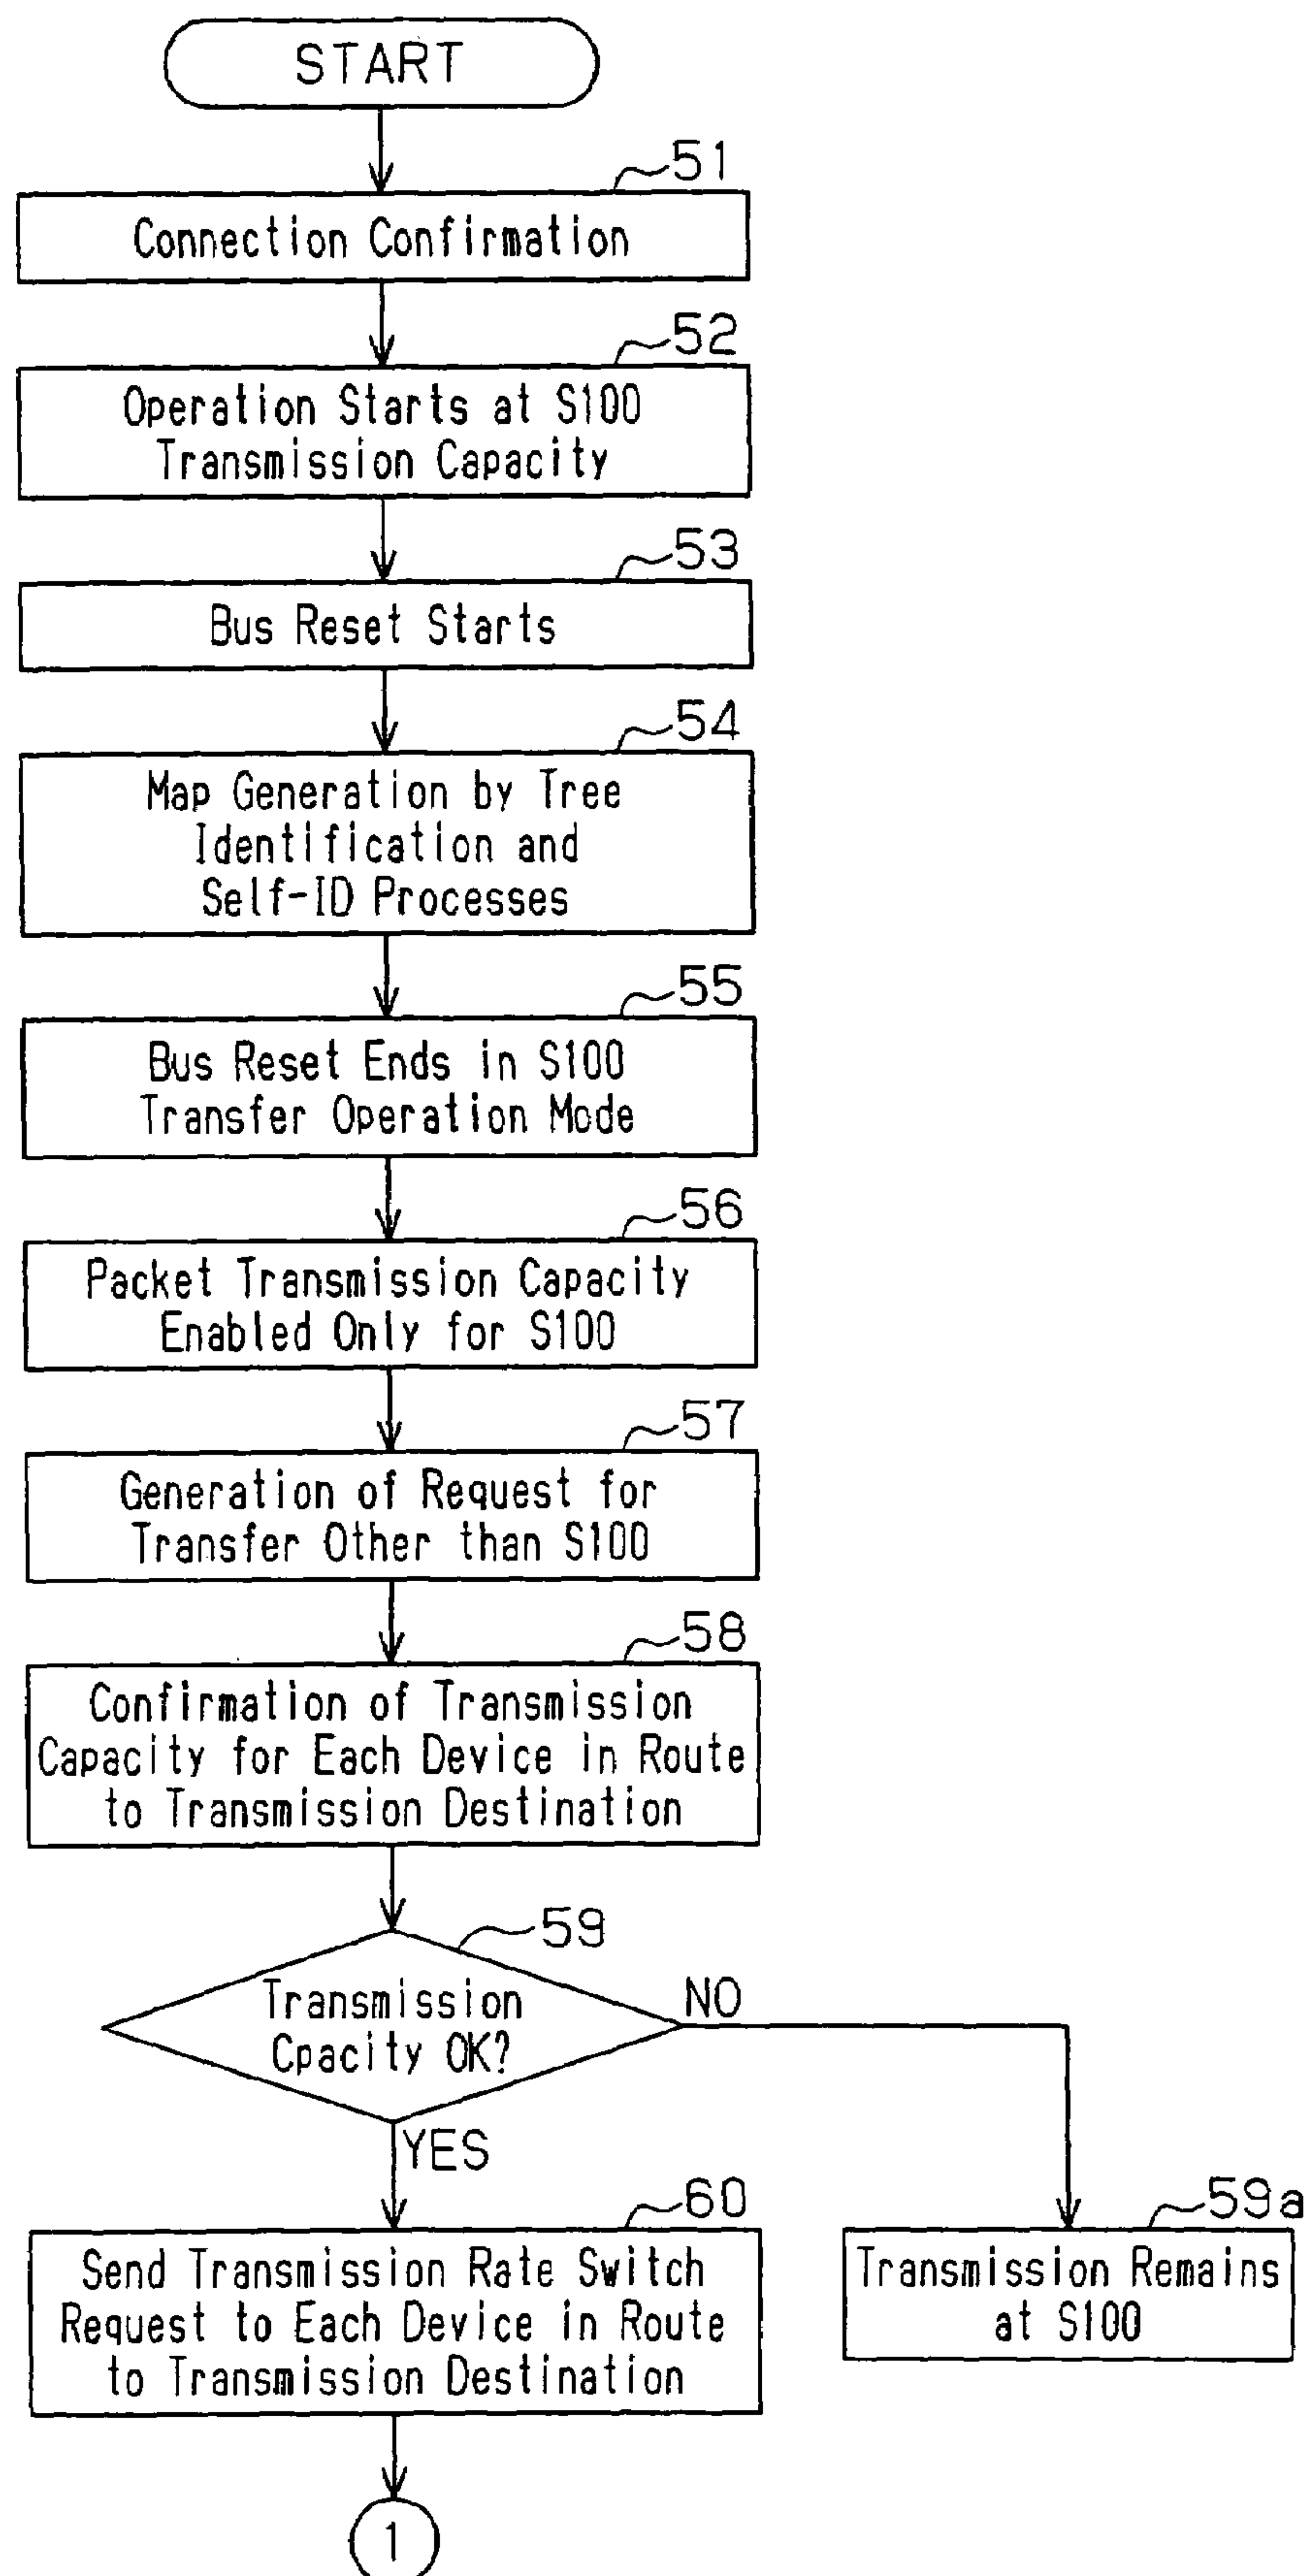 START
51
Connection Confirmation
52
Operation Starts at S100
Transmission Capacity
53
Bus Reset Starts
54
Map Generation by Tree
Identification and
Self-ID Processes
55
Bus Reset Ends in S100
Transfer Operation Mode
56
Packet Transmission Capacity
Enabled Only for S100
57
Generation of Request for
Transfer Other than S100
58
Confirmation of Transmission
Capacity for Each Device in Route
to Transmission Destination
59
Transmission
Cpacity OK?
NO
YES
60
Send Transmission Rate Switch
Request to Each Device in Route
to Transmission Destination
59a
Transmission Remains
at S100
1